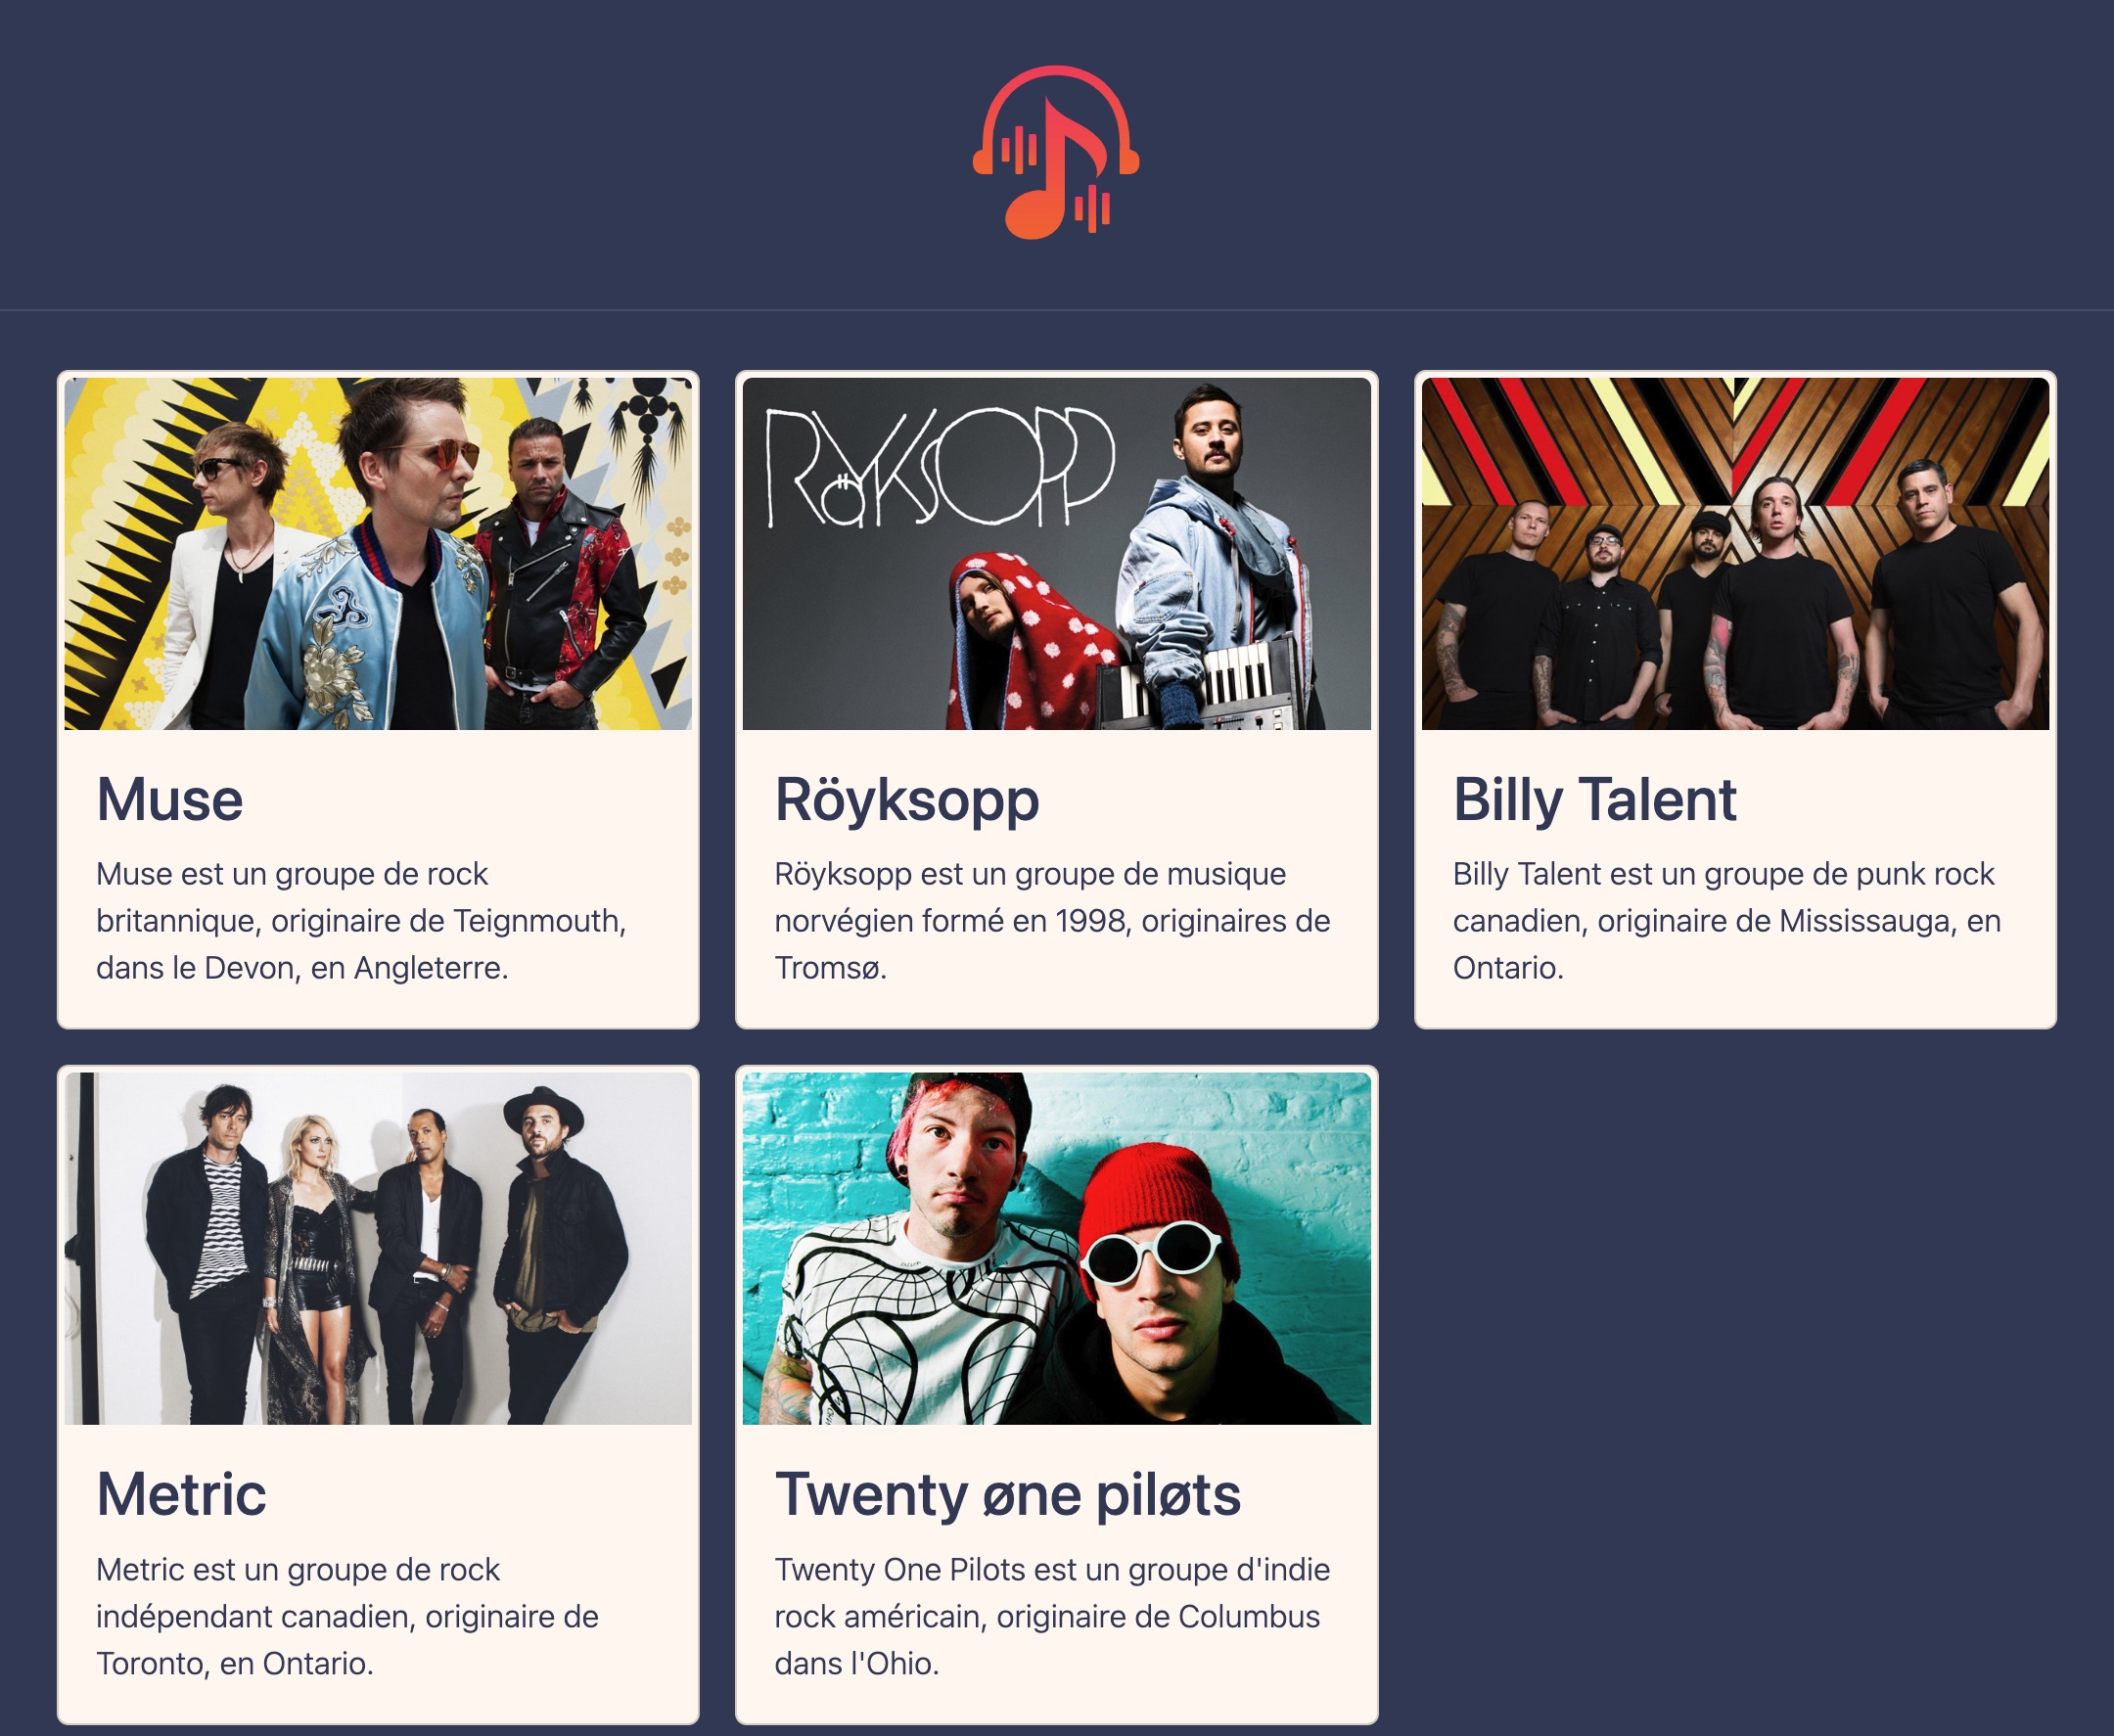 RöYKSOPP
Muse
Muse est un groupe de rock
britannique, originaire de Teignmouth,
dans le Devon, en Angleterre.
Röyksopp
Röyksopp est un groupe de musique
norvégien formé en 1998, originaires de
Tromsø.
Billy Talent
Billy Talent est un groupe de punk rock
canadien, originaire de Mississauga, en
Ontario.
Metric
Metric est un groupe de rock
indépendant canadien, originaire de
Toronto, en Ontario.
Twenty øne piløts
Twenty One Pilots est un groupe d'indie
rock américain, originaire de Columbus
dans l'Ohio.